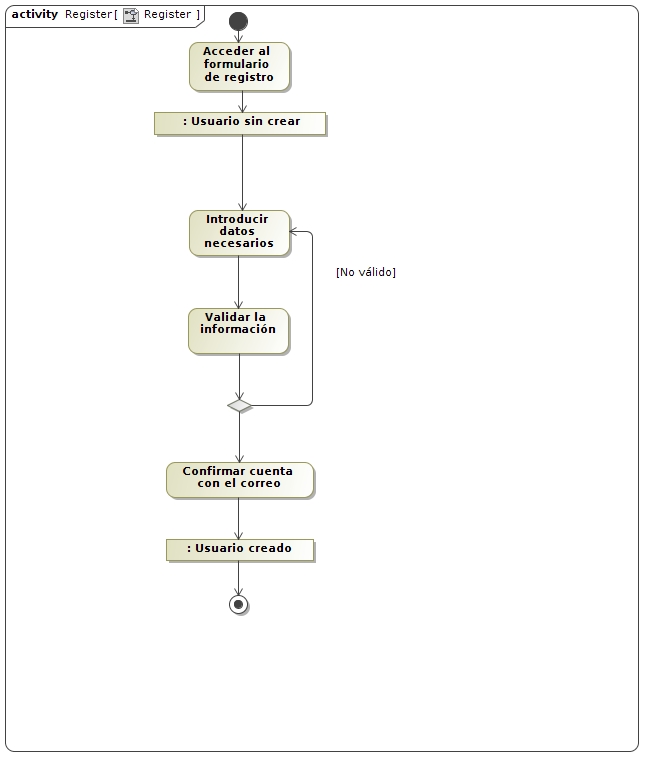 activity Register[ Register ]
Acceder al
formulario
de registro
: Usuario sin crear
Introducir
datos
necesarios
[No válido]
Validar la
información
Confirmar cuenta
con el correo
: Usuario creado